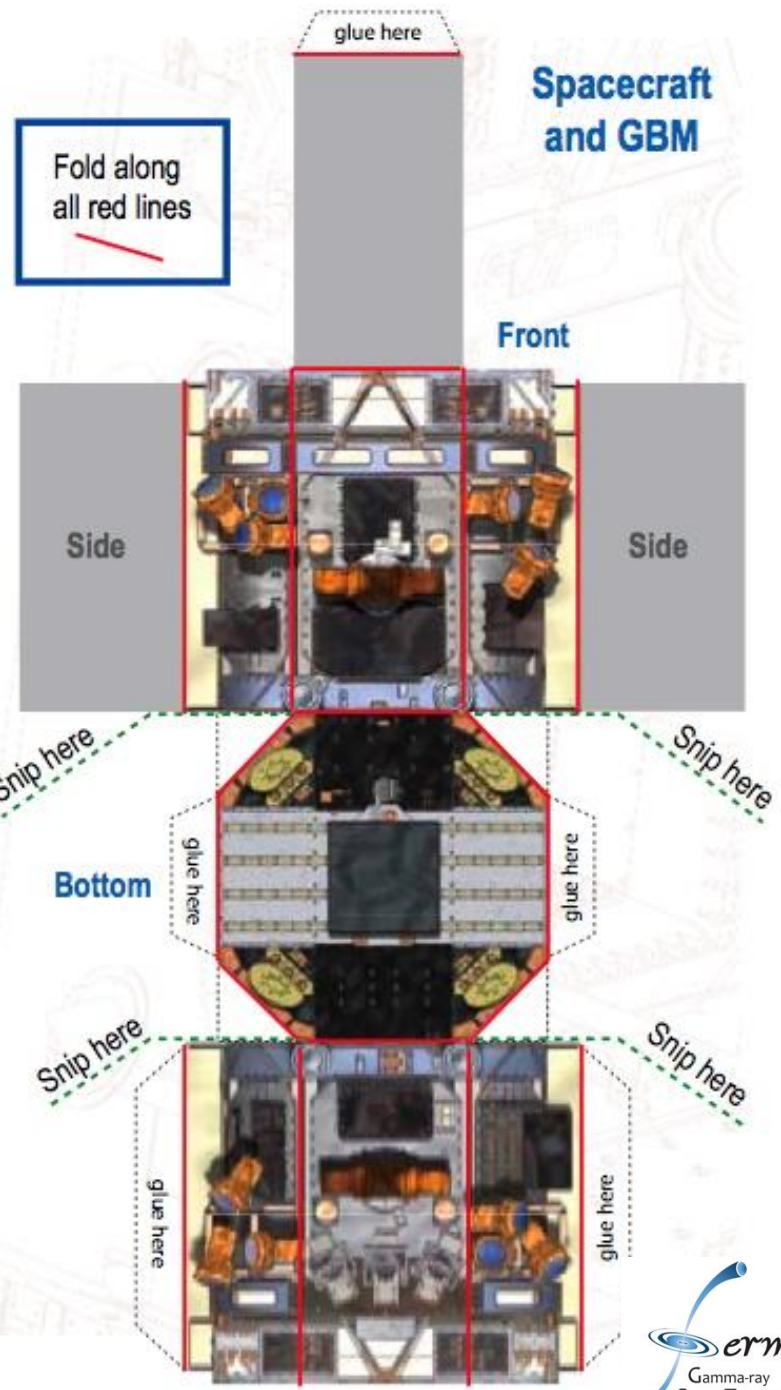 glue here
Spacecraft
and GBM
Fold along
all red lines
Front
Side
Side
Snip here
Snip here
glue here
glue here
Bottom
Snip here
Snip here
glue here
glue here
Gamma-ray